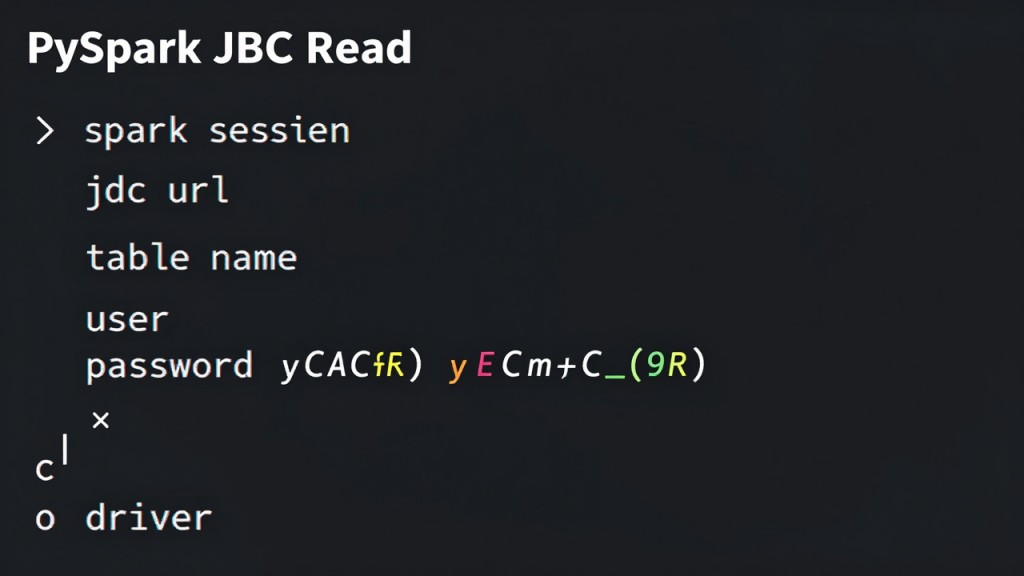 PySpark JBC Read
> spark sessien
jdc url
table name
user
password
×
c
o driver